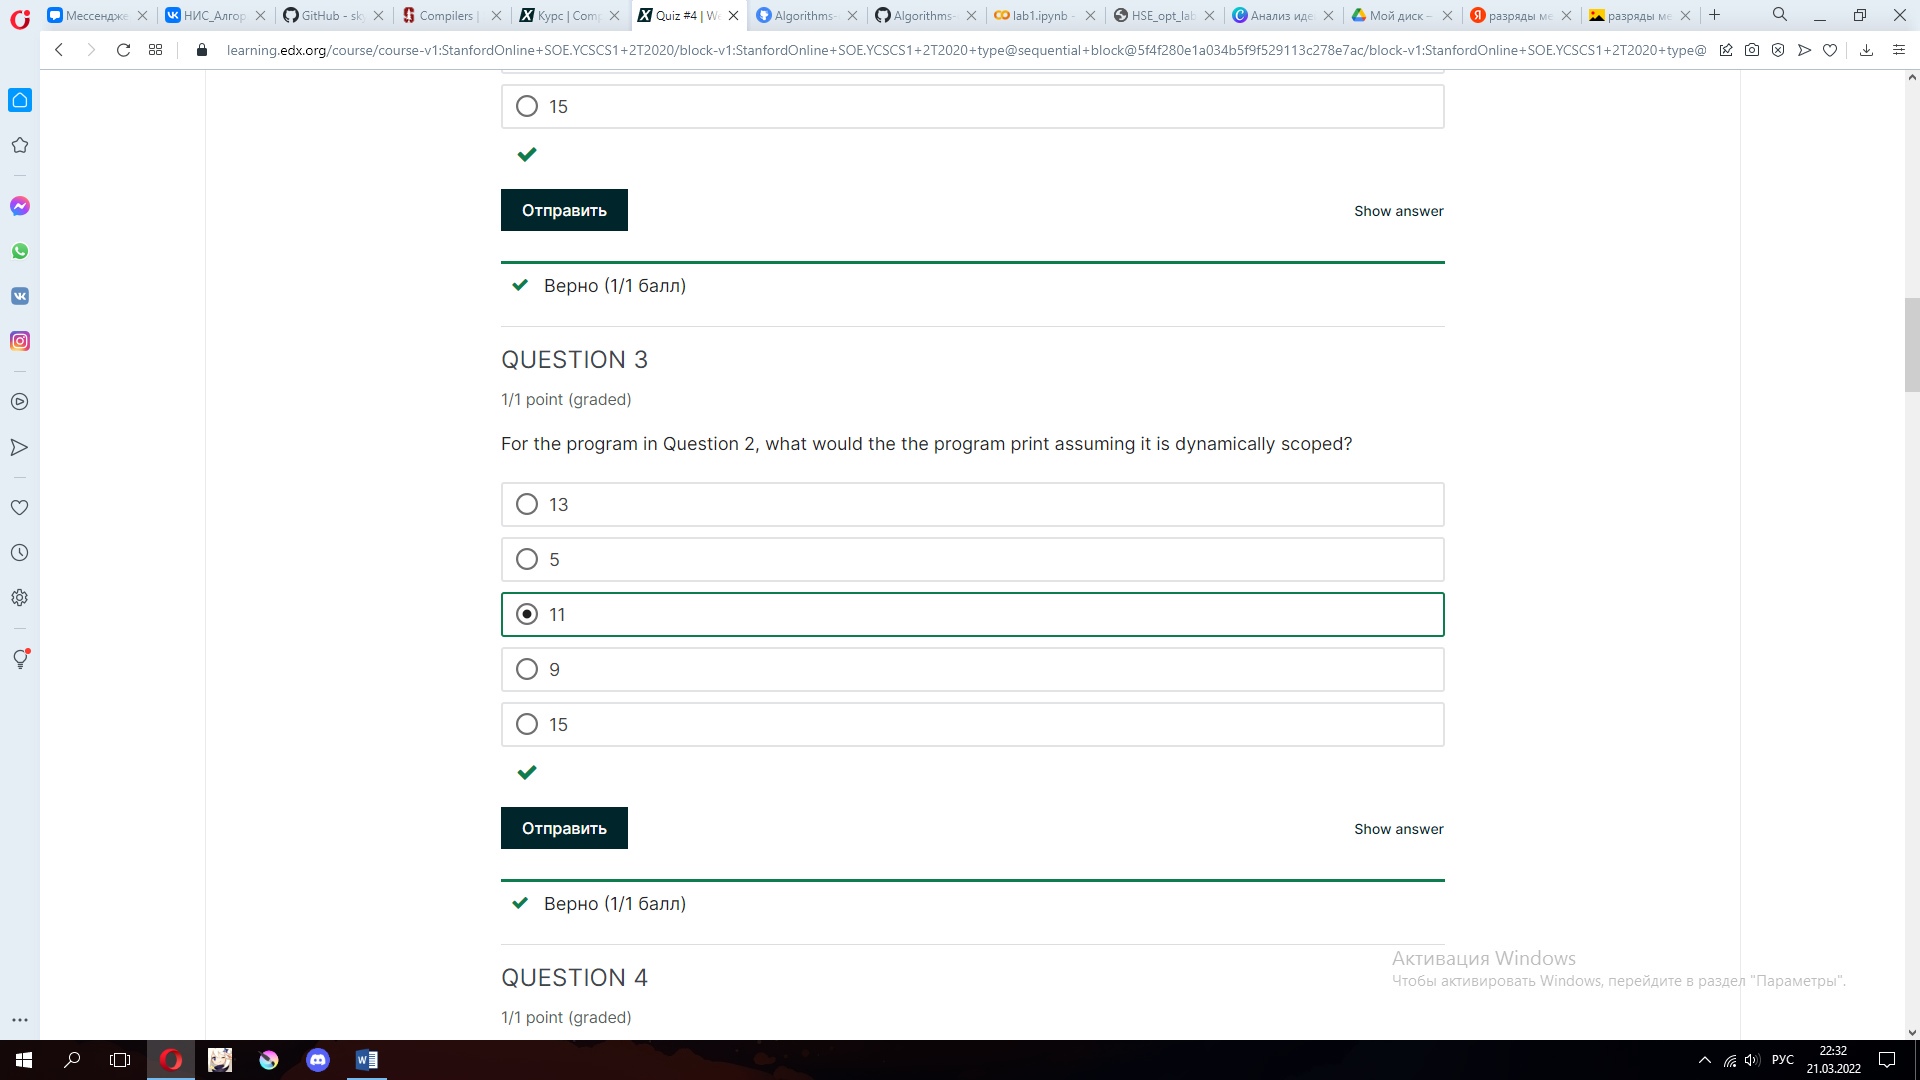 Мессендже
НИС_Алгор
GitHub - sk
Compilers |
Курс | Comp
Quiz #4 | We
Algorithms-
Algorithms-
lab1.ipynb -
HSE_opt_lab
Анализ иде
Мой диск –
разряды ме
разряды ме
learning.edx.org/course/course-v1:StanfordOnline+SOE.YCSCS1+2T2020/block-v1:StanfordOnline+SOE.YCSCS1+2T2020+type@sequential+block@5f4f280e1a034b5f9f529113c278e7ac/block-v1:StanfordOnline+SOE.YCSCS1+2T2020+type@
15
Отправить
Show answer
Верно (1/1 балл)
QUESTION 3
1/1 point (graded)
For the program in Question 2, what would the the program print assuming it is dynamically scoped?
13
5
11
9
15
Отправить
Show answer
Верно (1/1 балл)
QUESTION 4
1/1 point (graded)
Активация Windows
Чтобы активировать Windows, перейдите в раздел "Параметры".
РУС
22:32
21.03.2022